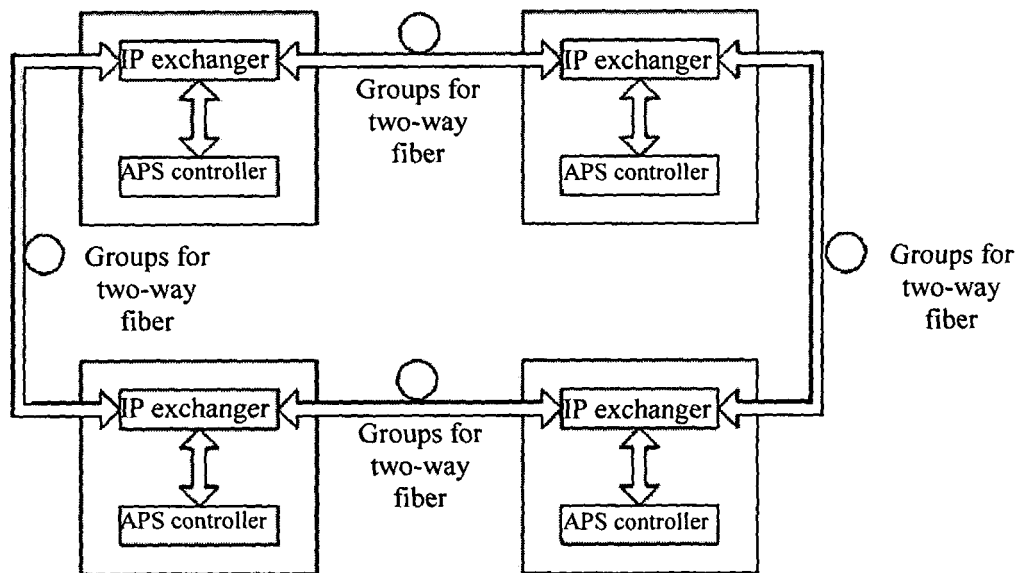 IP exchanger
IP exchanger
Groups for
two-way
fiber
APS controller
APS controller
Groups for
two-way
fiber
Groups for
two-way
fiber
IP exchanger
IP exchanger
Groups for
two-way
fiber
APS controller
APS controller